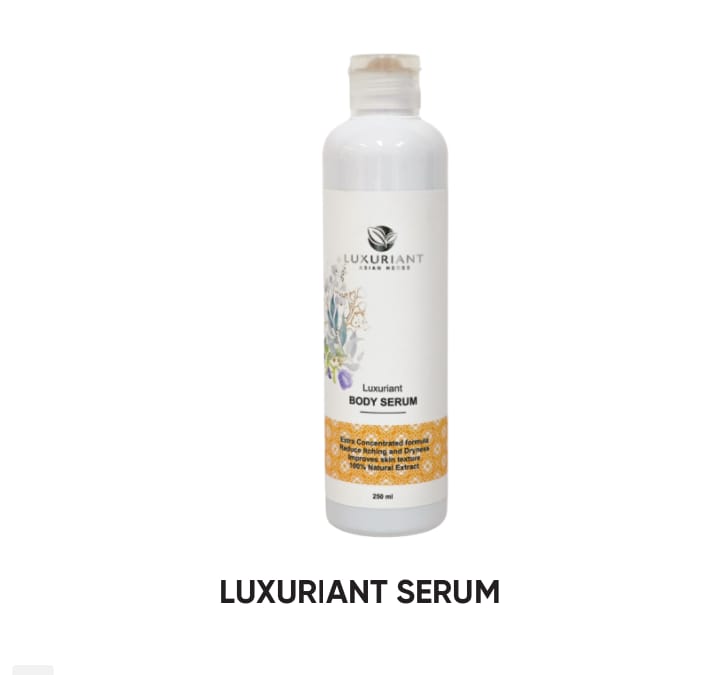 LUXURIANT
ASIAN HERBS
Luxuriant
BODY SERUM
Extra Concentrated formula
Reduce Itching and Dryness
Improves skin texture
100% Natural Extract
250 ml
LUXURIANT SERUM